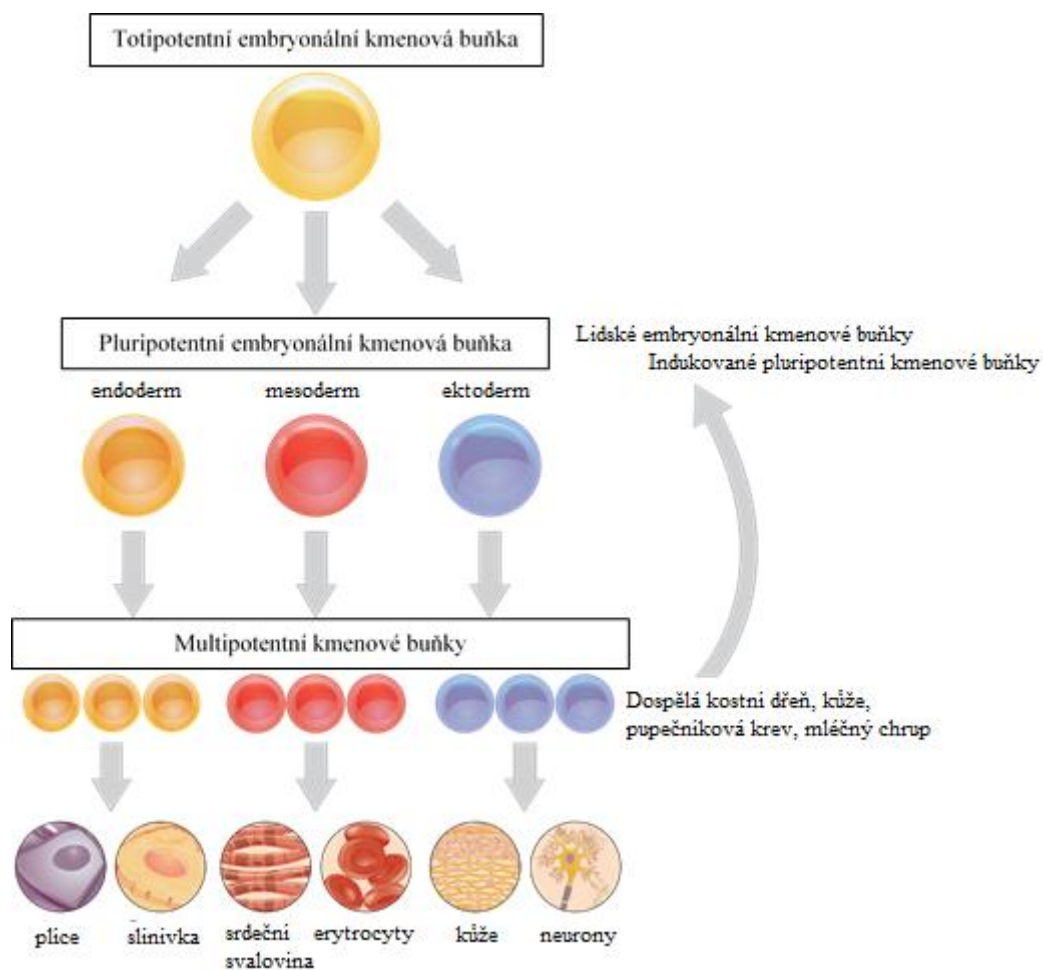 Totipotentní embryonální kmenová buňka
Pluripotentní embryonální kmenová buňka
Lidské embryonální kmenové buňky
Indukované pluripotentní kmenové buňky
endoderm
mesoderm
ektoderm
Multipotentní kmenové buňky
Dospělá kostní dřeň, kůže,
pupečníková krev, mléčný chrup
plice
slinivka
srdeční
svalovina
erytrocyty
kůže
neurony